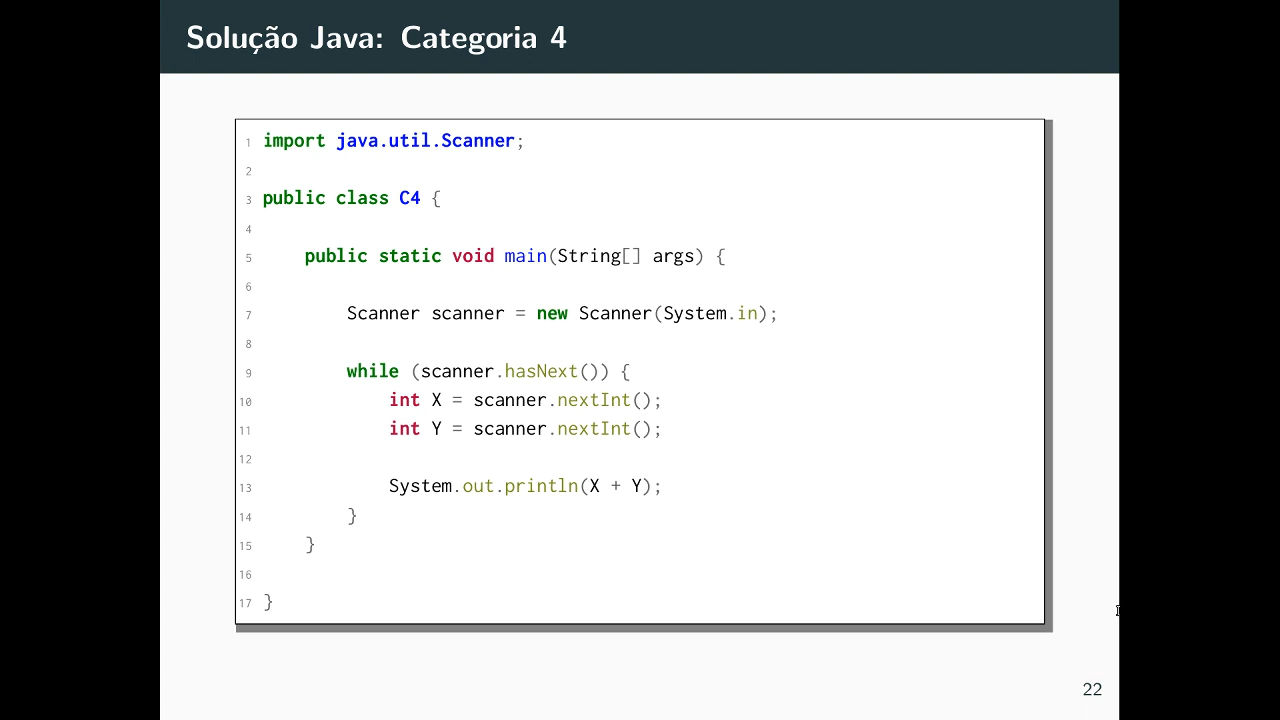 Solução Java: Categoria 4
1 import java.util.Scanner;
2
3 public class C4 {
4
5     public static void main(String[] args) {
6
7         Scanner scanner = new Scanner(System.in);
8
9         while (scanner.hasNext()) {
10             int X = scanner.nextInt();
11             int Y = scanner.nextInt();
12
13             System.out.println(X + Y);
14         }
15     }
16
17 }
22